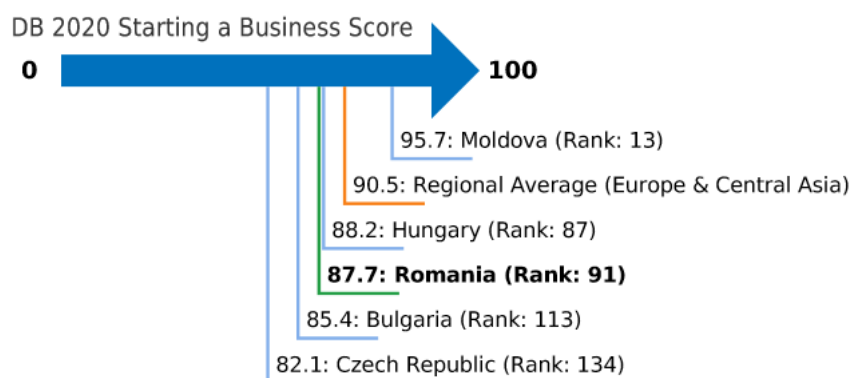 DB 2020 Starting a Business Score
0 100
95.7: Moldova (Rank: 13)
90.5: Regional Average (Europe & Central Asia)
88.2: Hungary (Rank: 87)
87.7: Romania (Rank: 91)
85.4: Bulgaria (Rank: 113)
82.1: Czech Republic (Rank: 134)